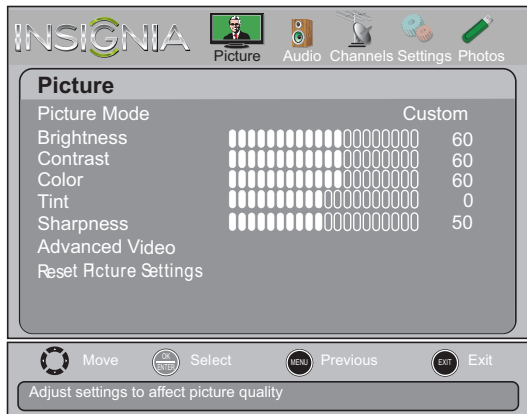 INSIGNIA
Picture Audio Channels Settings Photos
Picture
Picture Mode Custom
Brightness 60
Contrast 60
Color 60
Tint 0
Sharpness 50
Advanced Video
Reset Picture Settings
Move OK ENTER Select MENU Previous EXIT Exit
Adjust settings to affect picture quality